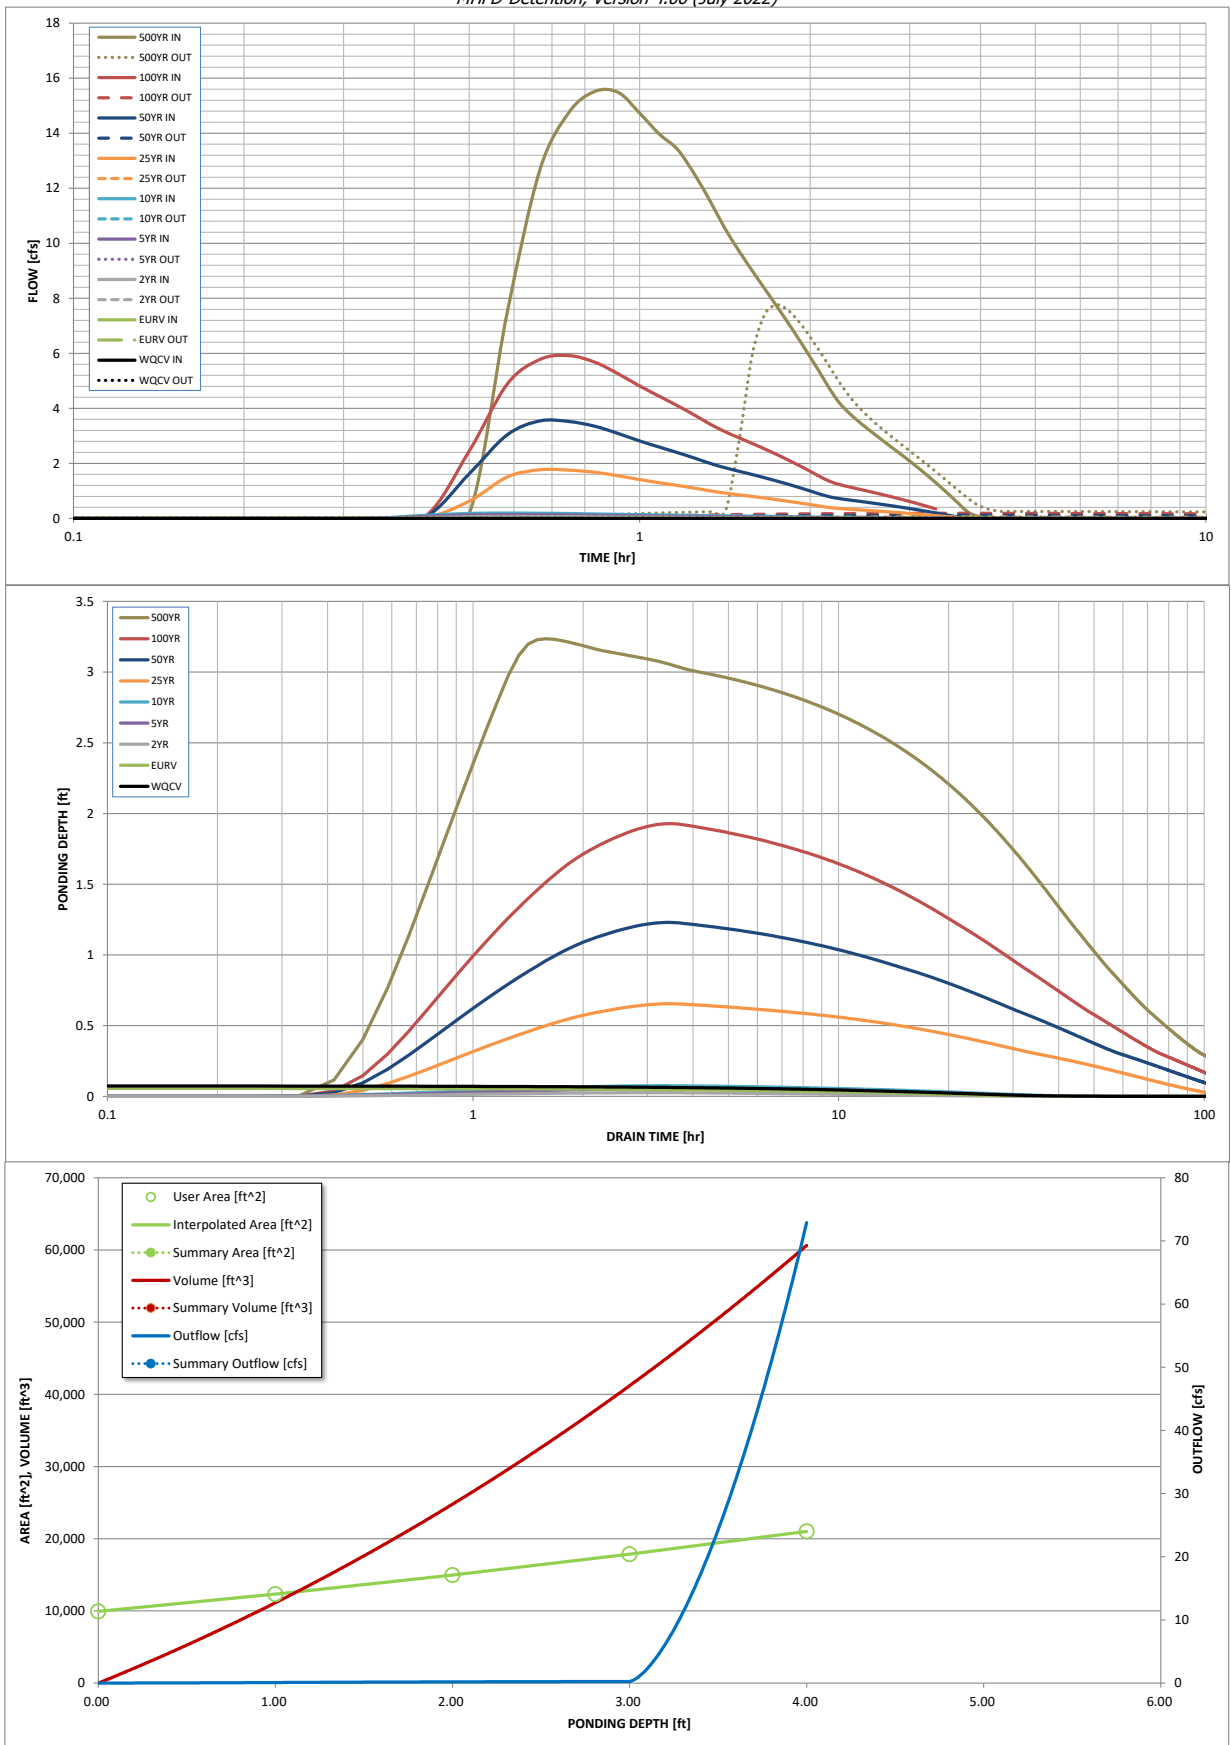 MHFD-Detention, Version 4.06 (July 2022)
18
16
14
12
10
8
6
4
2
0
FLOW [cfs]
500YR IN
500YR OUT
100YR IN
100YR OUT
50YR IN
50YR OUT
25YR IN
25YR OUT
10YR IN
10YR OUT
5YR IN
5YR OUT
2YR IN
2YR OUT
EURV IN
EURV OUT
WQCV IN
WQCV OUT
0.1
1
10
TIME [hr]
3.5
3
2.5
2
1.5
1
0.5
0
PONDING DEPTH [ft]
500YR
100YR
50YR
25YR
10YR
5YR
2YR
EURV
WQCV
0.1
1
10
100
DRAIN TIME [hr]
70,000
60,000
50,000
40,000
30,000
20,000
10,000
0
AREA [ft^2], VOLUME [ft^3]
User Area [ft^2]
Interpolated Area [ft^2]
Summary Area [ft^2]
Volume [ft^3]
Summary Volume [ft^3]
Outflow [cfs]
Summary Outflow [cfs]
80
70
60
50
40
30
20
10
0
OUTFLOW [cfs]
0.00
1.00
2.00
3.00
4.00
5.00
6.00
PONDING DEPTH [ft]